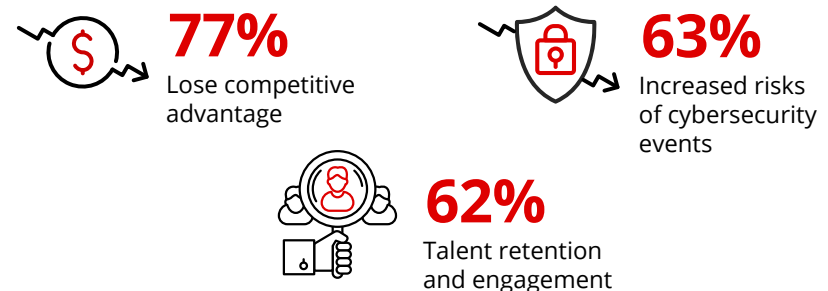 77%
Lose competitive
advantage
63%
Increased risks
of cybersecurity
events
62%
Talent retention
and engagement